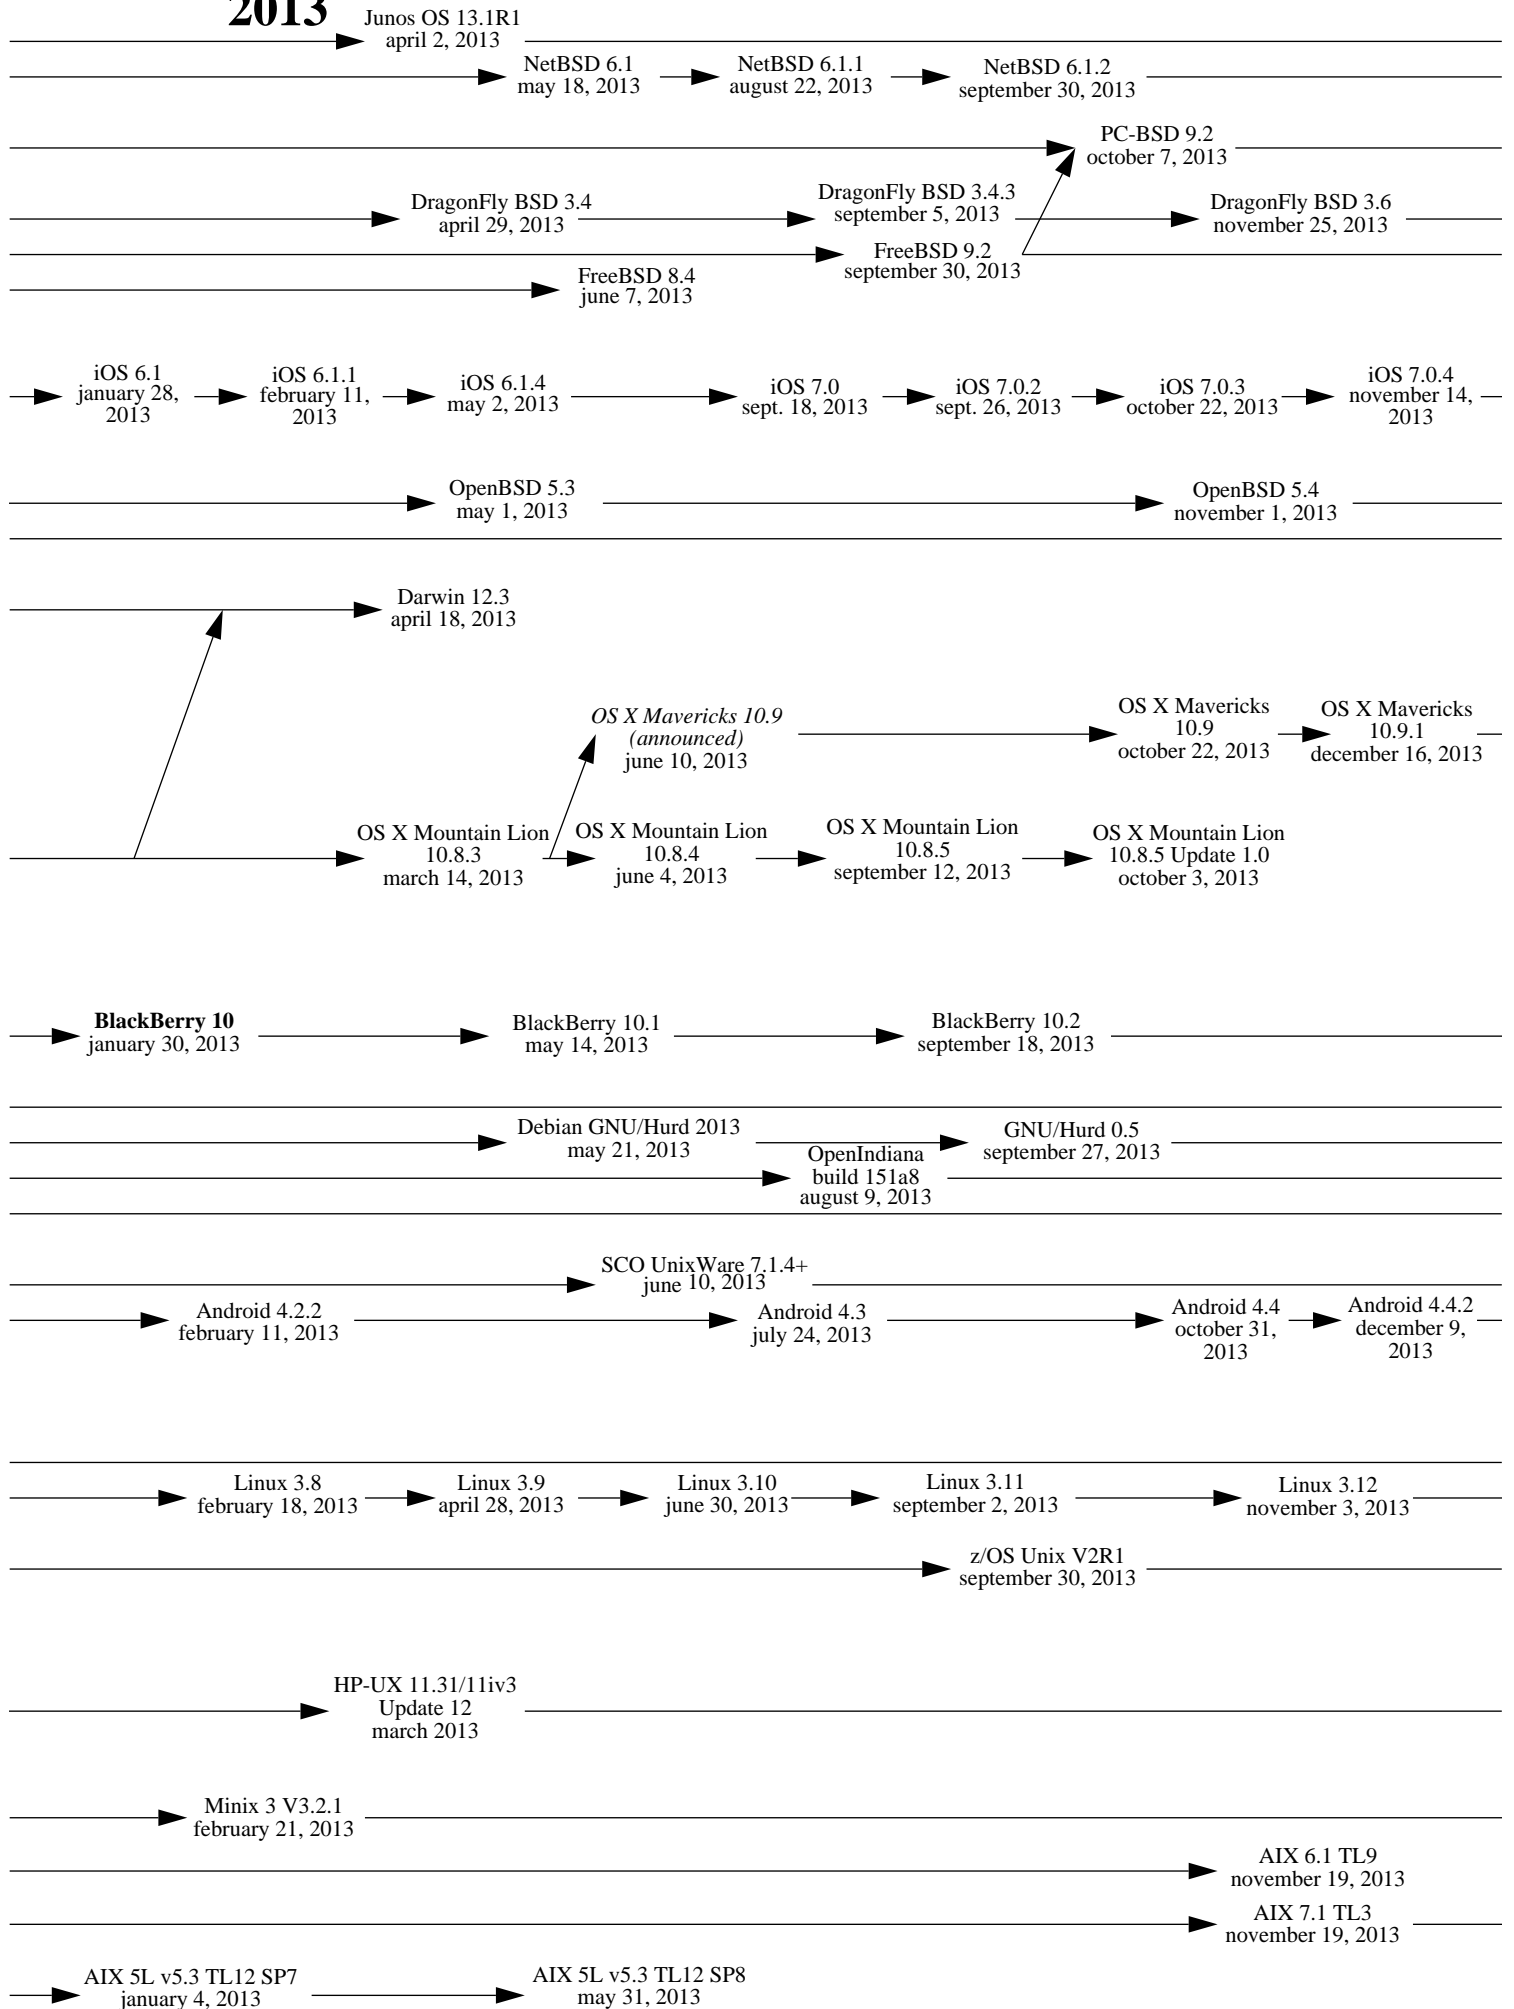 2013
Junos OS 13.1R1
april 2, 2013
NetBSD 6.1
may 18, 2013
NetBSD 6.1.1
august 22, 2013
NetBSD 6.1.2
september 30, 2013
PC-BSD 9.2
october 7, 2013
DragonFly BSD 3.4
april 29, 2013
DragonFly BSD 3.4.3
september 5, 2013
DragonFly BSD 3.6
november 25, 2013
FreeBSD 9.2
september 30, 2013
FreeBSD 8.4
june 7, 2013
iOS 6.1
january 28,
2013
iOS 6.1.1
february 11,
2013
iOS 6.1.4
may 2, 2013
iOS 7.0
sept. 18, 2013
iOS 7.0.2
sept. 26, 2013
iOS 7.0.3
october 22, 2013
iOS 7.0.4
november 14,
2013
OpenBSD 5.3
may 1, 2013
OpenBSD 5.4
november 1, 2013
Darwin 12.3
april 18, 2013
OS X Mavericks 10.9
(announced)
june 10, 2013
OS X Mavericks
10.9
october 22, 2013
OS X Mavericks
10.9.1
december 16, 2013
OS X Mountain Lion
10.8.3
march 14, 2013
OS X Mountain Lion
10.8.4
june 4, 2013
OS X Mountain Lion
10.8.5
september 12, 2013
OS X Mountain Lion
10.8.5 Update 1.0
october 3, 2013
BlackBerry 10
january 30, 2013
BlackBerry 10.1
may 14, 2013
BlackBerry 10.2
september 18, 2013
Debian GNU/Hurd 2013
may 21, 2013
GNU/Hurd 0.5
september 27, 2013
OpenIndiana
build 151a8
august 9, 2013
SCO UnixWare 7.1.4+
june 10, 2013
Android 4.2.2
february 11, 2013
Android 4.3
july 24, 2013
Android 4.4
october 31,
2013
Android 4.4.2
december 9,
2013
Linux 3.8
february 18, 2013
Linux 3.9
april 28, 2013
Linux 3.10
june 30, 2013
Linux 3.11
september 2, 2013
Linux 3.12
november 3, 2013
z/OS Unix V2R1
september 30, 2013
HP-UX 11.31/11iv3
Update 12
march 2013
Minix 3 V3.2.1
february 21, 2013
AIX 6.1 TL9
november 19, 2013
AIX 7.1 TL3
november 19, 2013
AIX 5L v5.3 TL12 SP7
january 4, 2013
AIX 5L v5.3 TL12 SP8
may 31, 2013